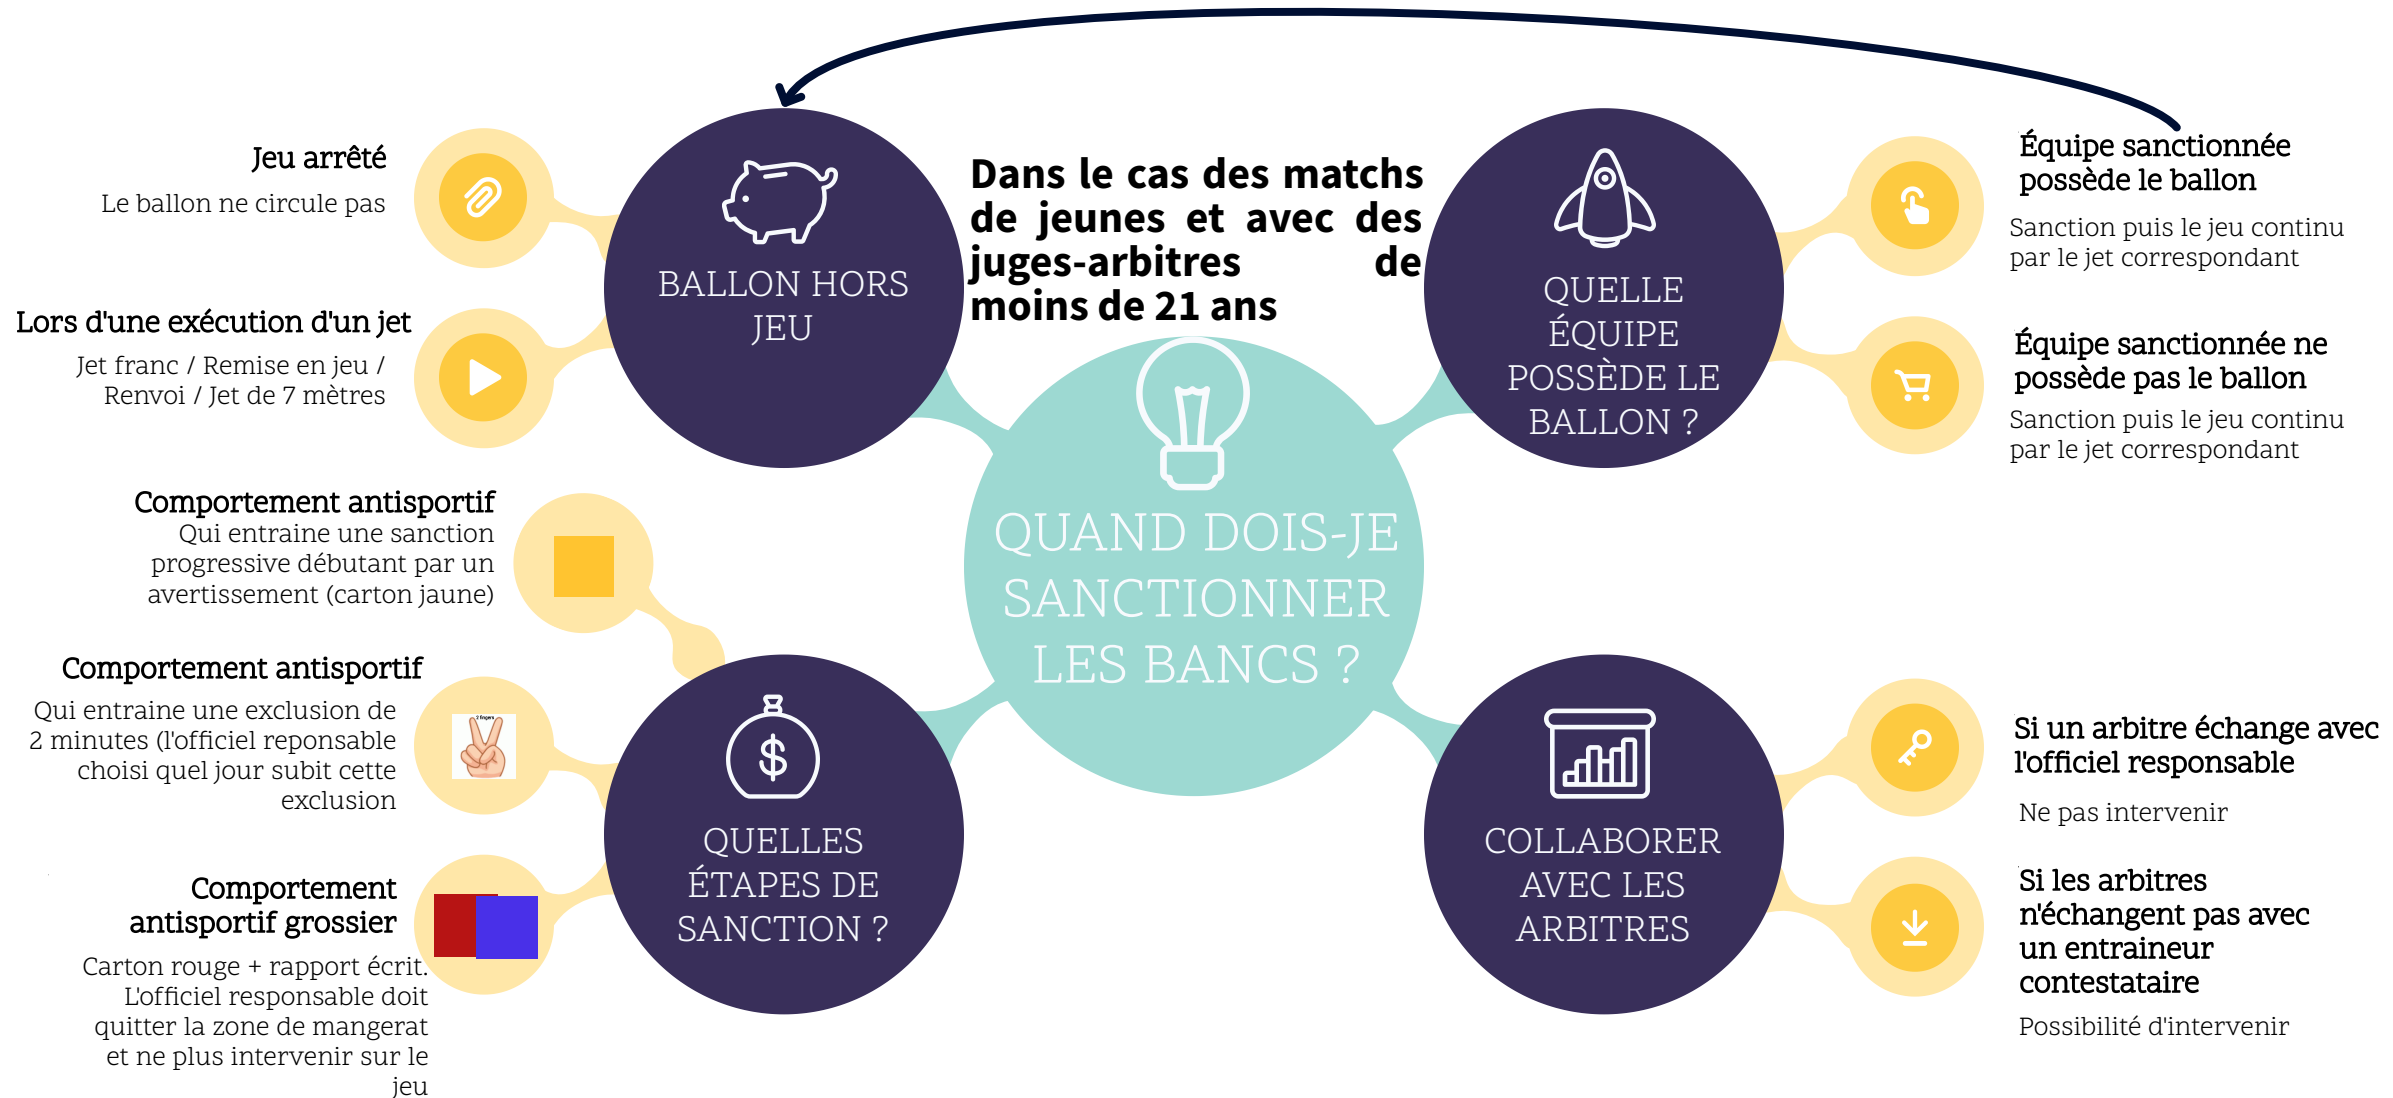 Dans le cas des matchs
de jeunes et avec des
juges-arbitres de
moins de 21 ans
QUAND DOIS-JE
SANCTIONNER
LES BANCS ?
BALLON HORS
JEU
Jeu arrêté
Le ballon ne circule pas
Lors d'une exécution d'un jet
Jet franc / Remise en jeu /
Renvoi / Jet de 7 mètres
QUELLE
ÉQUIPE
POSSÈDE LE
BALLON ?
Équipe sanctionnée
possède le ballon
Sanction puis le jeu continu
par le jet correspondant
Équipe sanctionnée ne
possède pas le ballon
Sanction puis le jeu continu
par le jet correspondant
QUELLES
ÉTAPES DE
SANCTION ?
$
Comportement antisportif
Qui entraine une sanction
progressive débutant par un
avertissement (carton jaune)
Comportement antisportif
Qui entraine une exclusion de
2 minutes (l'officiel reponsable
choisi quel jour subit cette
exclusion
2 fingers
Comportement
antisportif grossier
Carton rouge + rapport écrit.
L'officiel responsable doit
quitter la zone de mangerat
et ne plus intervenir sur le
jeu
COLLABORER
AVEC LES
ARBITRES
Si un arbitre échange avec
l'officiel responsable
Ne pas intervenir
Si les arbitres
n'échangent pas avec
un entraineur
contestataire
Possibilité d'intervenir